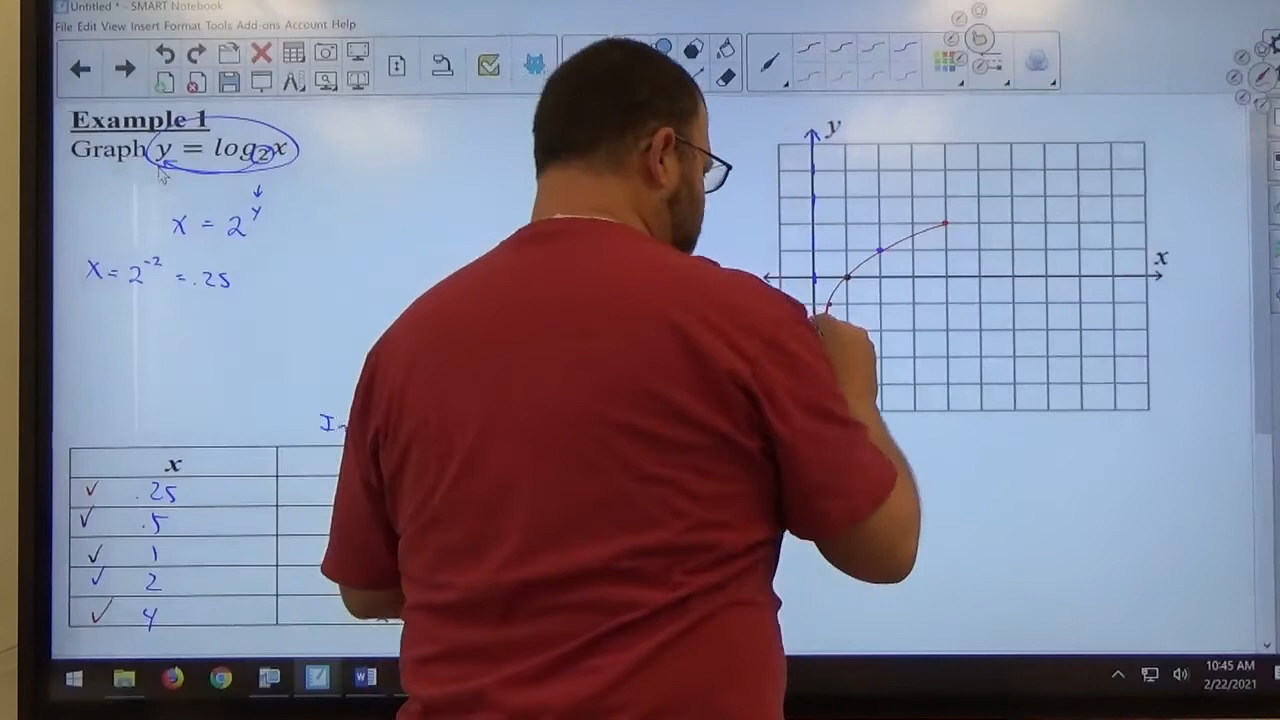 Untitled * - SMART Notebook
File Edit View Insert Format Tools Add-ons Account Help
Example 1
Graph y = log₂x
y
x = 2^y
x = 2^-2 = .25
x
x
.25
.5
1
2
4
10:45 AM
2/22/2021